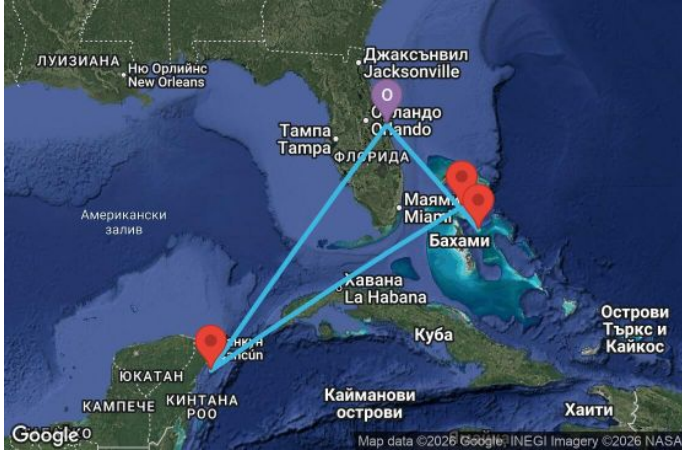 ЛУИЗИАНА
Ню Орлийнс
New Orleans
Джаксънвил
Jacksonville
O
Орландо
Orlando
Тампа
Tampa
ФЛОРИДА
Маями
Miami
Американски
залив
Бахами
Хавана
La Habana
Куба
Острови
Търкс и
Кайкос
ЮКАТАН
КАМПЕЧЕ
КИНТАНА
РОО
Кайманови
острови
Хаити
Google
Map data ©2026 Google, INEGI Imagery ©2026 NASA